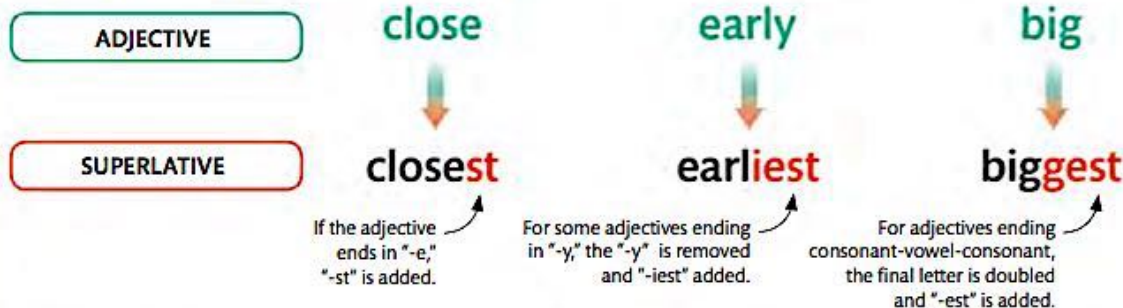 ADJECTIVE
close
early
big
SUPERLATIVE
closest
earliest
biggest
If the adjective
ends in "-e,"
"-st" is added.
For some adjectives ending
in "-y," the "-y" is removed
and "-iest" added.
For adjectives ending
consonant-vowel-consonant,
the final letter is doubled
and "-est" is added.